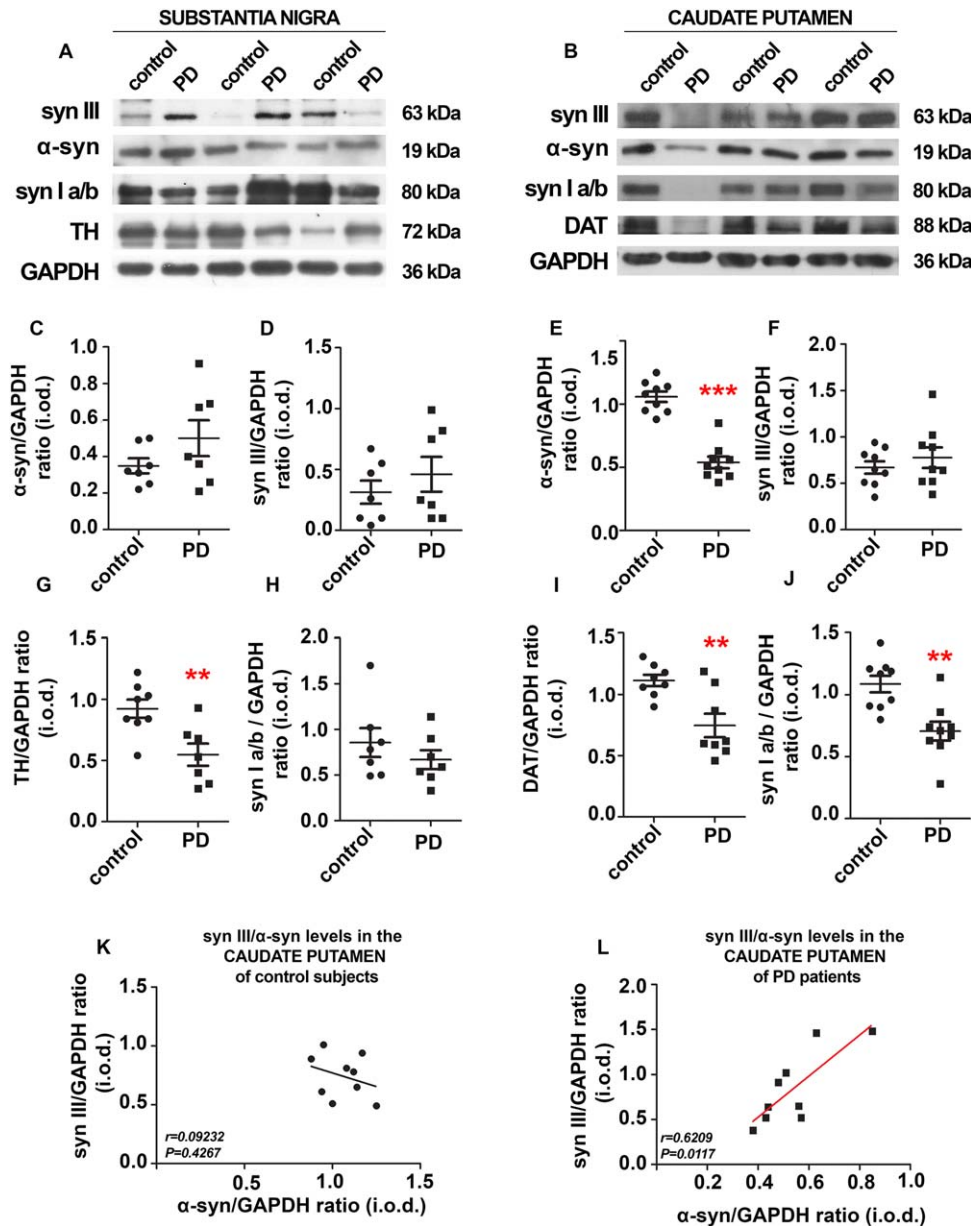 SUBSTANTIA NIGRA
A
control PD control PD control PD
syn III 63 kDa
α-syn 19 kDa
syn I a/b 80 kDa
TH 72 kDa
GAPDH 36 kDa
CAUDATE PUTAMEN
B
control PD control PD control PD
syn III 63 kDa
α-syn 19 kDa
syn I a/b 80 kDa
DAT 88 kDa
GAPDH 36 kDa
C
α-syn/GAPDH
ratio (i.od.)
1.0
0.8
0.6
0.4
0.2
0.0
control PD
D
syn III/GAPDH
ratio (i.o.d.)
1.5
1.0
0.5
0.0
control PD
E
α-syn/GAPDH
ratio (i.o.d.)
1.5
1.0
0.5
0.0
***
control PD
F
syn III/GAPDH
ratio (i.o.d.)
2.0
1.5
1.0
0.5
0.0
control PD
G
TH/GAPDH ratio
(i.o.d.)
1.5
1.0
0.5
0.0
**
control PD
H
syn I a/b / GAPDH
ratio (i.o.d.)
2.0
1.5
1.0
0.5
0.0
control PD
I
DAT/GAPDH ratio
(i.o.d.)
1.5
1.0
0.5
0.0
**
control PD
J
syn I a/b / GAPDH
ratio (i.o.d.)
1.5
1.0
0.5
0.0
**
control PD
K
syn III/α-syn levels in the
CAUDATE PUTAMEN
of control subjects
syn III/GAPDH ratio
(i.o.d.)
1.5
1.0
0.5
0.0
r=0.09232
P=0.4267
0.5 1.0 1.5
α-syn/GAPDH ratio (i.o.d.)
L
syn III/α-syn levels in the
CAUDATE PUTAMEN
of PD patients
syn III/GAPDH ratio
(i.o.d.)
2.0
1.5
1.0
0.5
0.0
r=0.6209
P=0.0117
0.2 0.4 0.6 0.8 1.0
α-syn/GAPDH ratio (i.o.d.)